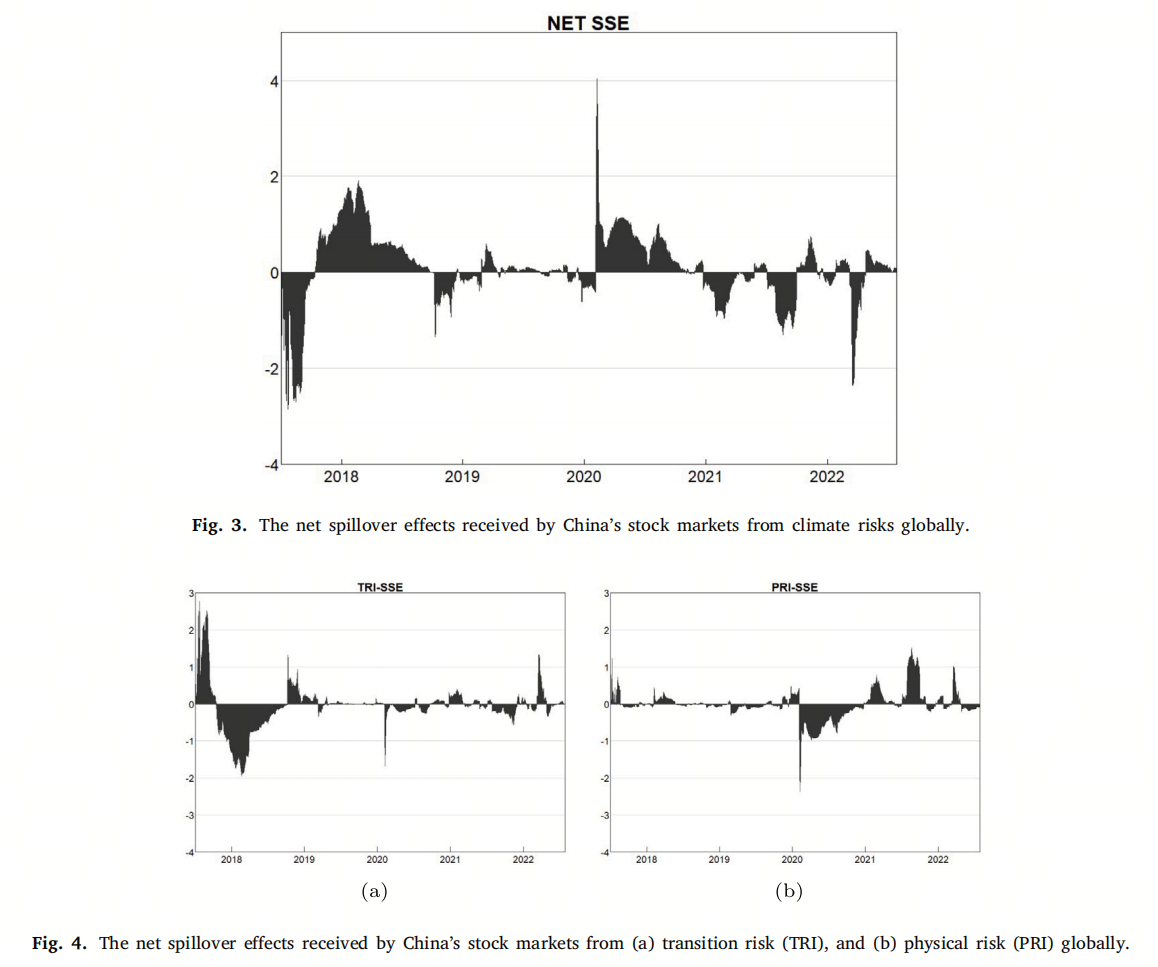 NET SSE
4
2
0
-2
-4
2018 2019 2020 2021 2022
Fig. 3. The net spillover effects received by China's stock markets from climate risks globally.
TRI-SSE
3
2
1
0
-1
-2
-3
-4
2018 2019 2020 2021 2022
(a)
PRI-SSE
3
2
1
0
-1
-2
-3
-4
2018 2019 2020 2021 2022
(b)
Fig. 4. The net spillover effects received by China's stock markets from (a) transition risk (TRI), and (b) physical risk (PRI) globally.